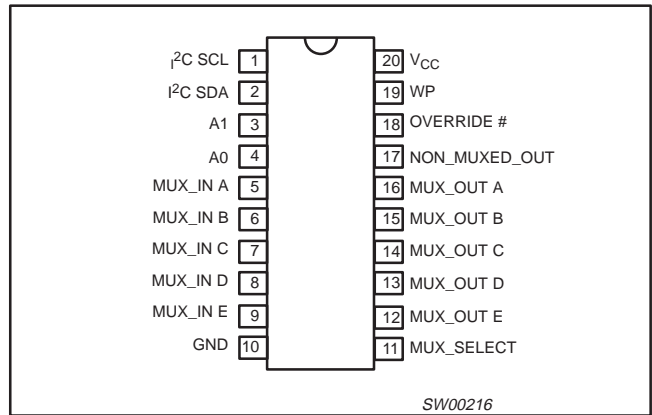 I²C SCL 1 20 VCC
I²C SDA 2 19 WP
A1 3 18 OVERRIDE #
A0 4 17 NON_MUXED_OUT
MUX_IN A 5 16 MUX_OUT A
MUX_IN B 6 15 MUX_OUT B
MUX_IN C 7 14 MUX_OUT C
MUX_IN D 8 13 MUX_OUT D
MUX_IN E 9 12 MUX_OUT E
GND 10 11 MUX_SELECT
SW00216